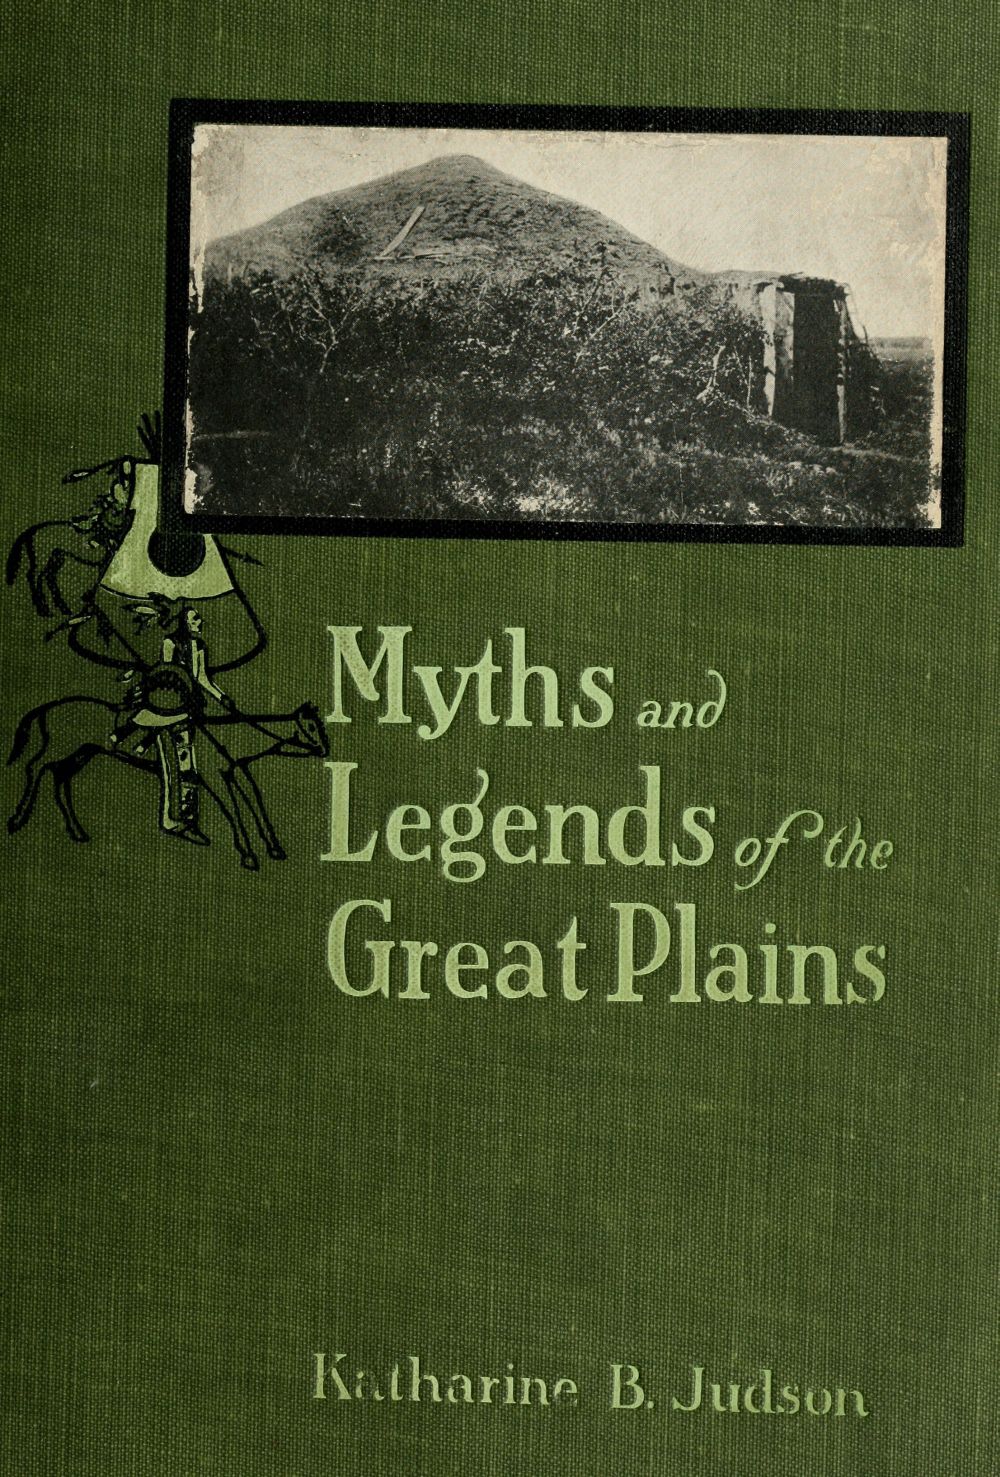 Myths and
Legends of the
Great Plains
Katharine B. Judson